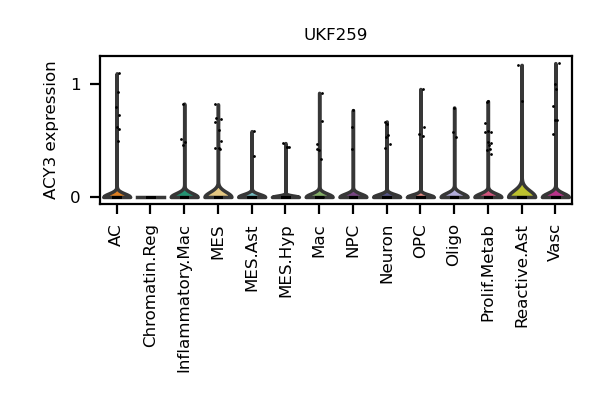 UKF259
ACY3 expression
1
0
AC
Chromatin.Reg
Inflammatory.Mac
MES
MES.Ast
MES.Hyp
Mac
NPC
Neuron
OPC
Oligo
Prolif.Metab
Reactive.Ast
Vasc